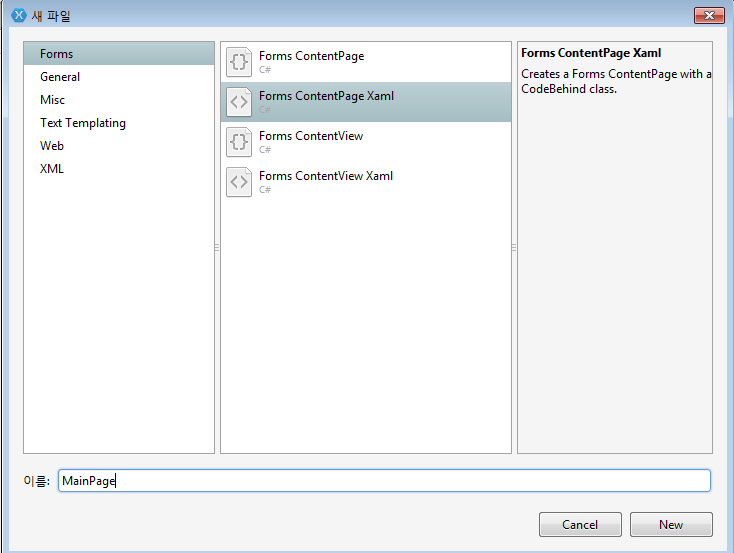 새 파일
Forms
General
Misc
Text Templating
Web
XML
Forms ContentPage
C#
Forms ContentPage Xaml
C#
Forms ContentView
C#
Forms ContentView Xaml
C#
Forms ContentPage Xaml
Creates a Forms ContentPage with a
CodeBehind class.
이름:
MainPage
Cancel
New